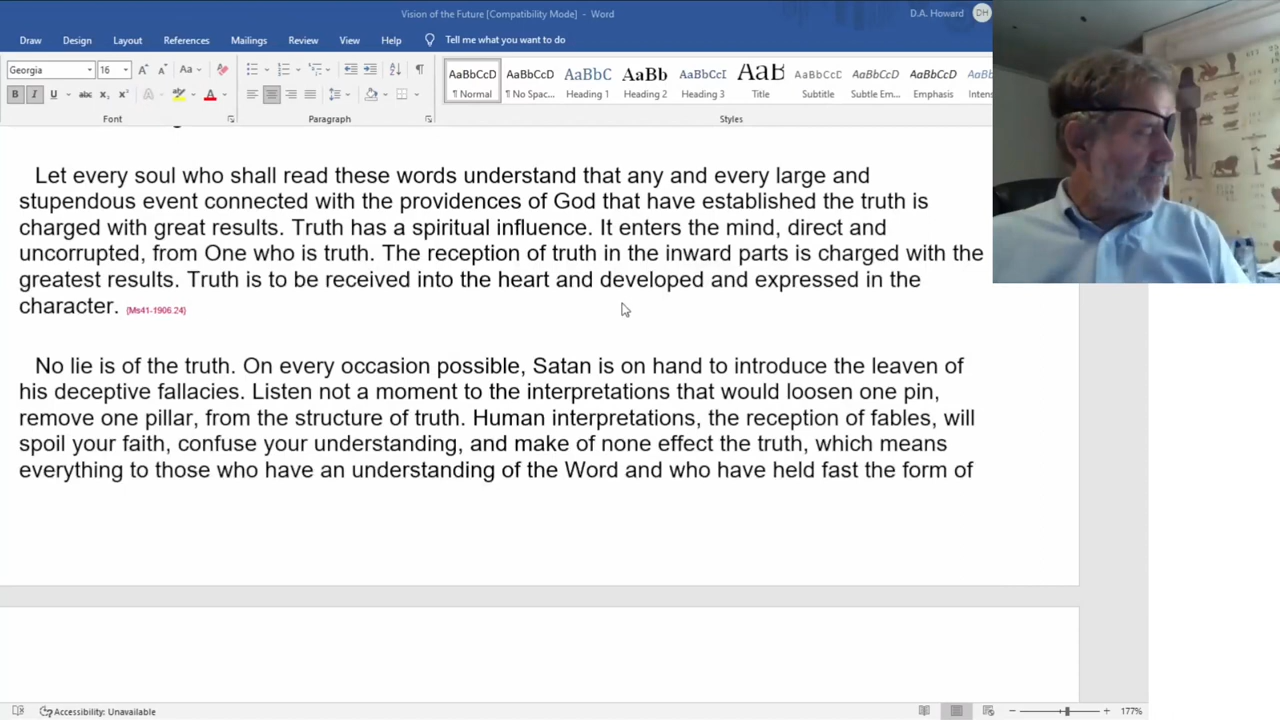 Vision of the Future [Compatibility Mode] - Word
D.A. Howard DH
Draw Design Layout References Mailings Review View Help Tell me what you want to do
Georgia 16 Aa
AaBbCcD AaBbCcD AaBbC AaBb AaBbCcI AaB AaBbCcD AaBbCcD AaBbCcD AaBb
B I U abc x₂ x² A A
¶ Normal ¶ No Spac... Heading 1 Heading 2 Heading 3 Title Subtitle Subtle Em... Emphasis Intens
Font Paragraph Styles
Let every soul who shall read these words understand that any and every large and
stupendous event connected with the providences of God that have established the truth is
charged with great results. Truth has a spiritual influence. It enters the mind, direct and
uncorrupted, from One who is truth. The reception of truth in the inward parts is charged with the
greatest results. Truth is to be received into the heart and developed and expressed in the
character. {Ms41-1906.24}
No lie is of the truth. On every occasion possible, Satan is on hand to introduce the leaven of
his deceptive fallacies. Listen not a moment to the interpretations that would loosen one pin,
remove one pillar, from the structure of truth. Human interpretations, the reception of fables, will
spoil your faith, confuse your understanding, and make of none effect the truth, which means
everything to those who have an understanding of the Word and who have held fast the form of
Accessibility: Unavailable
177%